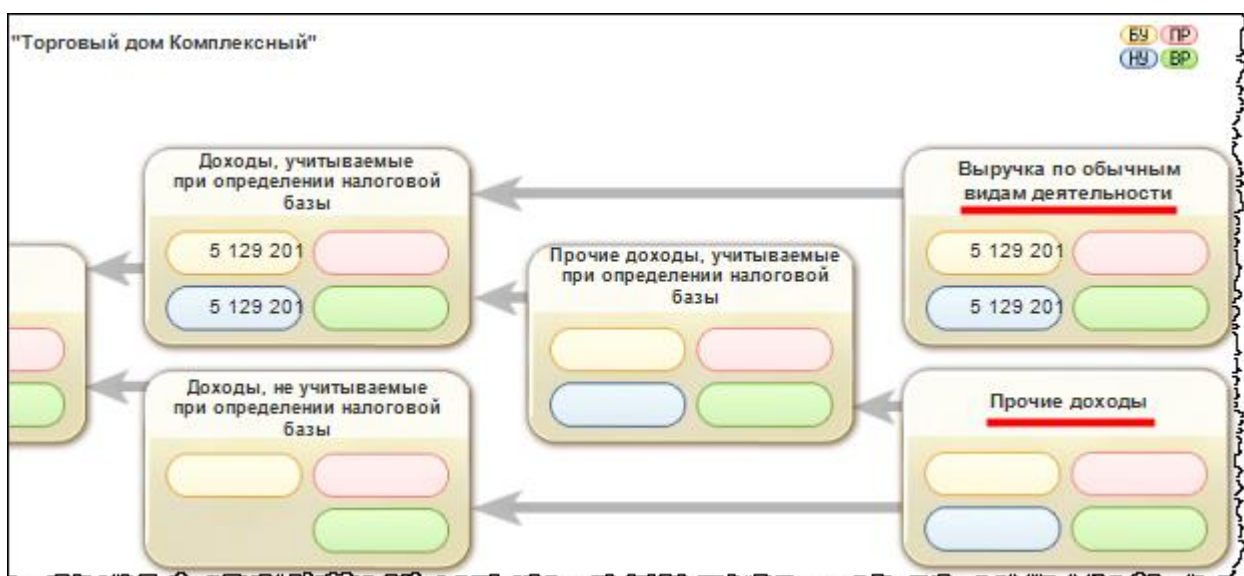 "Торговый дом Комплексный"
БУ ПР
НУ ВР
Доходы, учитываемые
при определении налоговой
базы
5 129 201
5 129 201
Выручка по обычным
видам деятельности
5 129 201
5 129 201
Прочие доходы, учитываемые
при определении налоговой
базы
Доходы, не учитываемые
при определении налоговой
базы
Прочие доходы